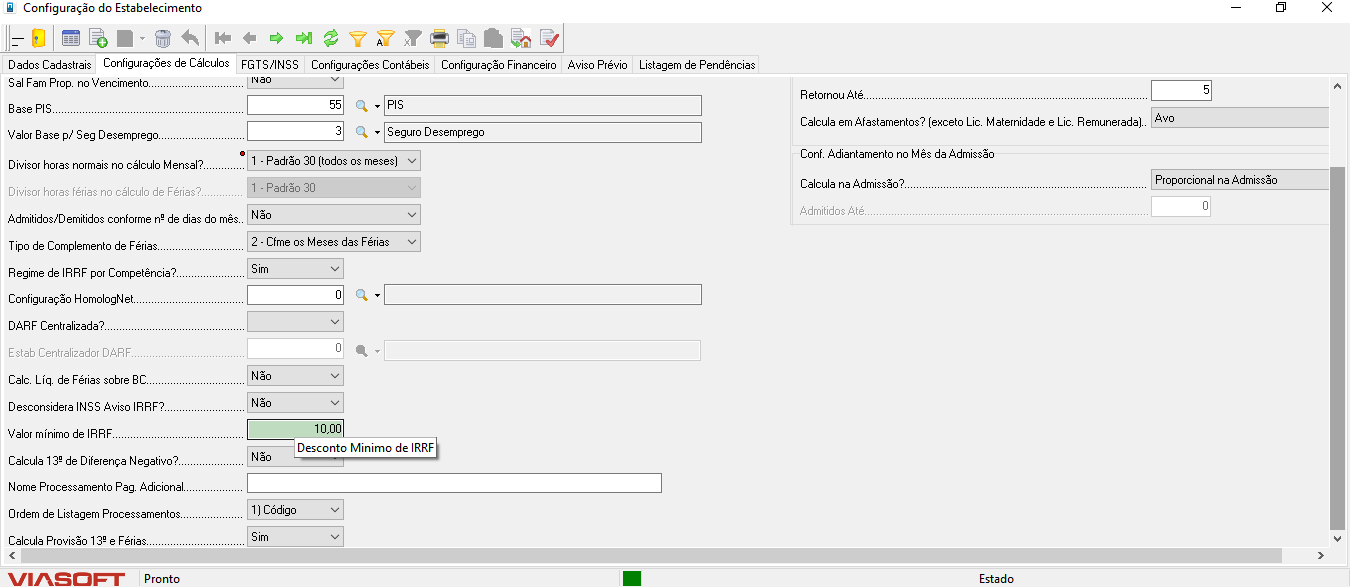 Configuração do Estabelecimento
Dados Cadastrais Configurações de Cálculos FGTS/INSS Configurações Contábeis Configuração Financeiro Aviso Prévio Listagem de Pendências
Sal Fam Prop. no Vencimento Não
Base PIS 55 PIS
Valor Base p/ Seg Desemprego 3 Seguro Desemprego
Divisor horas normais no cálculo Mensal? 1 - Padrão 30 (todos os meses)
Divisor horas férias no cálculo de Férias? 1 - Padrão 30
Admitidos/Demitidos conforme nº de dias do mês.. Não
Tipo de Complemento de Férias 2 - Cfme os Meses das Férias
Regime de IRRF por Competência? Sim
Configuração HomologNet 0
DARF Centralizada?
Estab Centralizador DARF 0
Calc. Líq. de Férias sobre BC Não
Desconsidera INSS Aviso IRRF? Não
Valor mínimo de IRRF 10,00
Desconto Minimo de IRRF
Calcula 13º de Diferença Negativo? Não
Nome Processamento Pag. Adicional
Ordem de Listagem Processamentos 1) Código
Calcula Provisão 13º e Férias Sim
Retornou Até 5
Calcula em Afastamentos? (exceto Lic. Maternidade e Lic. Remunerada).. Avo
Conf. Adiantamento no Mês da Admissão
Calcula na Admissão? Proporcional na Admissão
Admitidos Até 0
VIASOFT Pronto Estado